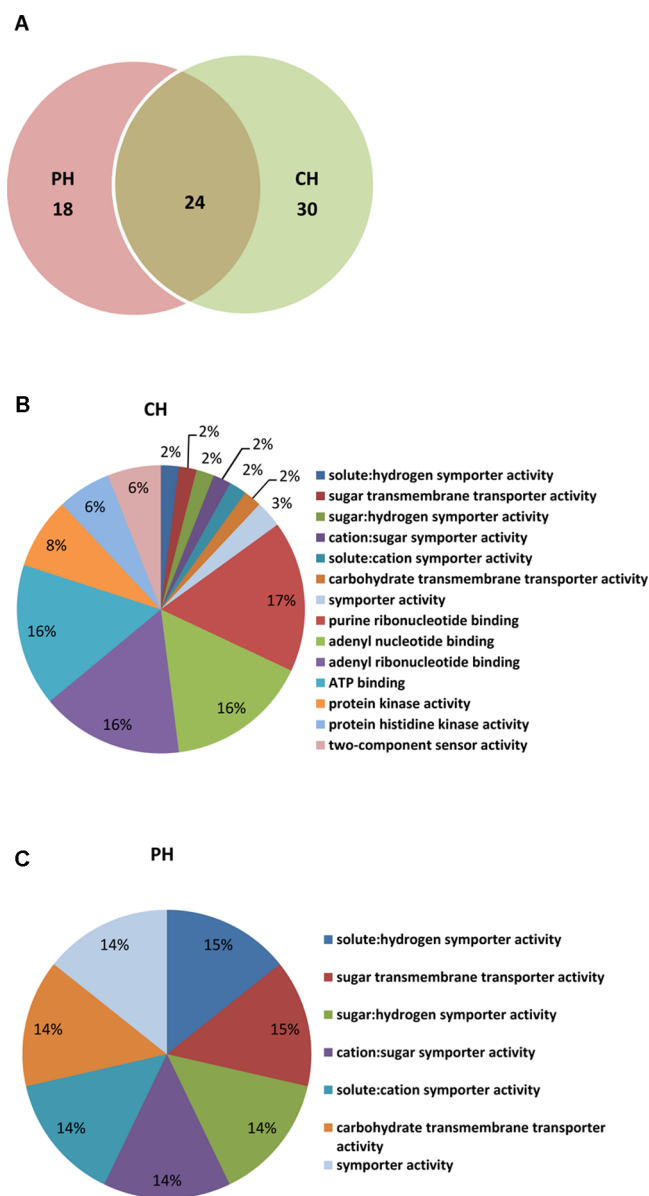 A
PH
18
24
CH
30
B
CH
2%
2%
2%
2%
2%
2%
3%
17%
16%
16%
16%
8%
6%
6%
solute:hydrogen symporter activity
sugar transmembrane transporter activity
sugar:hydrogen symporter activity
cation:sugar symporter activity
solute:cation symporter activity
carbohydrate transmembrane transporter activity
symporter activity
purine ribonucleotide binding
adenyl nucleotide binding
adenyl ribonucleotide binding
ATP binding
protein kinase activity
protein histidine kinase activity
two-component sensor activity
C
PH
15%
15%
14%
14%
14%
14%
14%
solute:hydrogen symporter activity
sugar transmembrane transporter activity
sugar:hydrogen symporter activity
cation:sugar symporter activity
solute:cation symporter activity
carbohydrate transmembrane transporter
activity
symporter activity